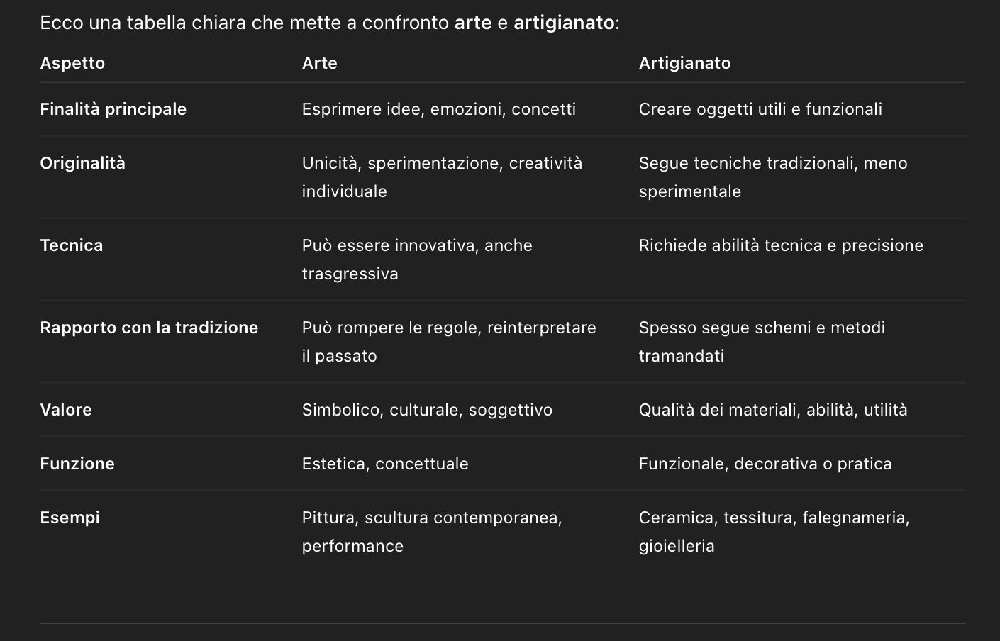 Ecco una tabella chiara che mette a confronto arte e artigianato:
Aspetto Arte Artigianato
Finalità principale Esprimere idee, emozioni, concetti Creare oggetti utili e funzionali
Originalità Unicità, sperimentazione, creatività Segue tecniche tradizionali, meno
individuale sperimentale
Tecnica Può essere innovativa, anche Richiede abilità tecnica e precisione
trasgressiva
Rapporto con la tradizione Può rompere le regole, reinterpretare Spesso segue schemi e metodi
il passato tramandati
Valore Simbolico, culturale, soggettivo Qualità dei materiali, abilità, utilità
Funzione Estetica, concettuale Funzionale, decorativa o pratica
Esempi Pittura, scultura contemporanea, Ceramica, tessitura, falegnameria,
performance gioielleria